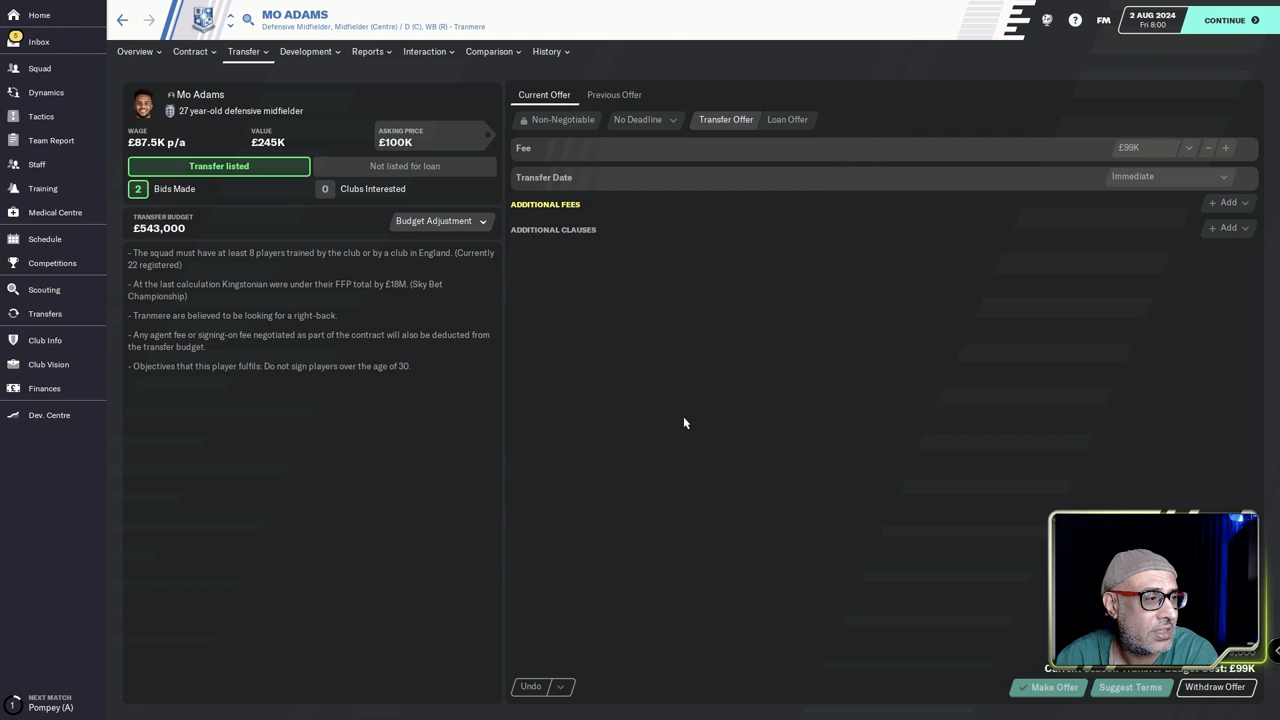 MO ADAMS
Defensive Midfielder, Midfielder (Centre) / D (C), WB (R) - Tranmere
FM
2 AUG 2024
Fri 8:00
CONTINUE
Home
5
Inbox
Squad
Dynamics
Tactics
Team Report
Staff
Training
Medical Centre
Schedule
Competitions
Scouting
Transfers
Club Info
Club Vision
Finances
Dev. Centre
1
NEXT MATCH
Pompey (A)
Overview
Contract
Transfer
Development
Reports
Interaction
Comparison
History
Mo Adams
27 year-old defensive midfielder
WAGE
£87.5K p/a
VALUE
£245K
ASKING PRICE
£100K
Transfer listed
Not listed for loan
2 Bids Made
0 Clubs Interested
TRANSFER BUDGET
£543,000
Budget Adjustment
- The squad must have at least 8 players trained by the club or by a club in England. (Currently
22 registered)
- At the last calculation Kingstonian were under their FFP total by £18M. (Sky Bet
Championship)
- Tranmere are believed to be looking for a right-back.
- Any agent fee or signing-on fee negotiated as part of the contract will also be deducted from
the transfer budget.
- Objectives that this player fulfils: Do not sign players over the age of 30.
Current Offer
Previous Offer
Non-Negotiable
No Deadline
Transfer Offer
Loan Offer
Fee
£99K
Transfer Date
Immediate
ADDITIONAL FEES
Add
ADDITIONAL CLAUSES
Add
Cost: £99K
Undo
Make Offer
Suggest Terms
Withdraw Offer